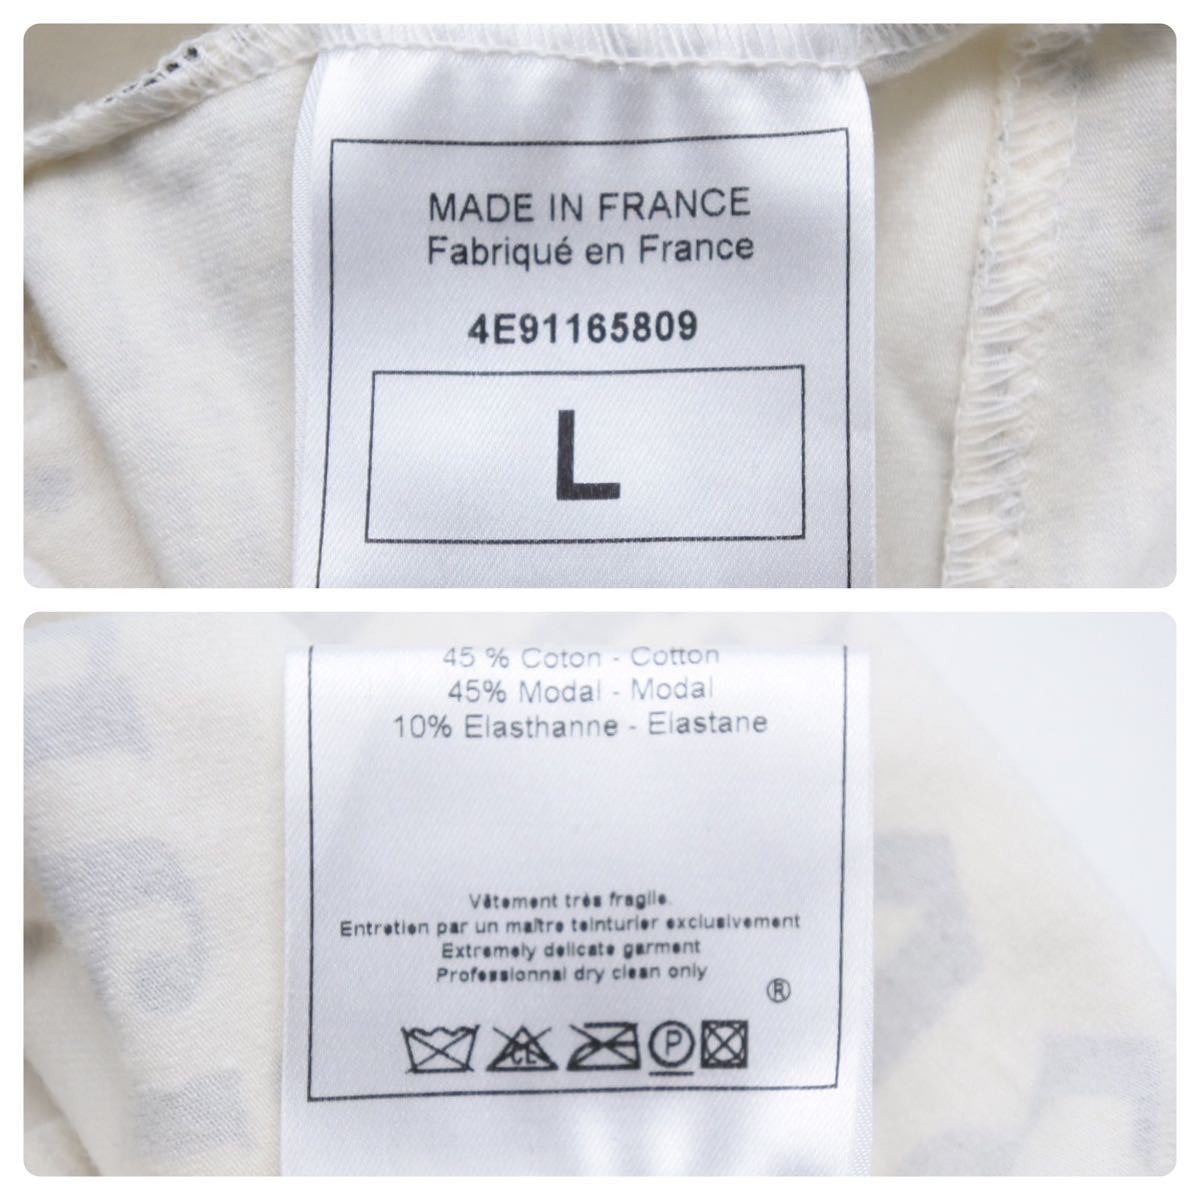 MADE IN FRANCE
Fabriqué en France
4E91165809
L
45 % Coton - Cotton
45% Modal - Modal
10% Elasthanne - Elastane
Vêtement très fragile.
Entretien par un maître teinturier exclusivement
Extremely delicate garment
Professionnal dry clean only
®
CL P